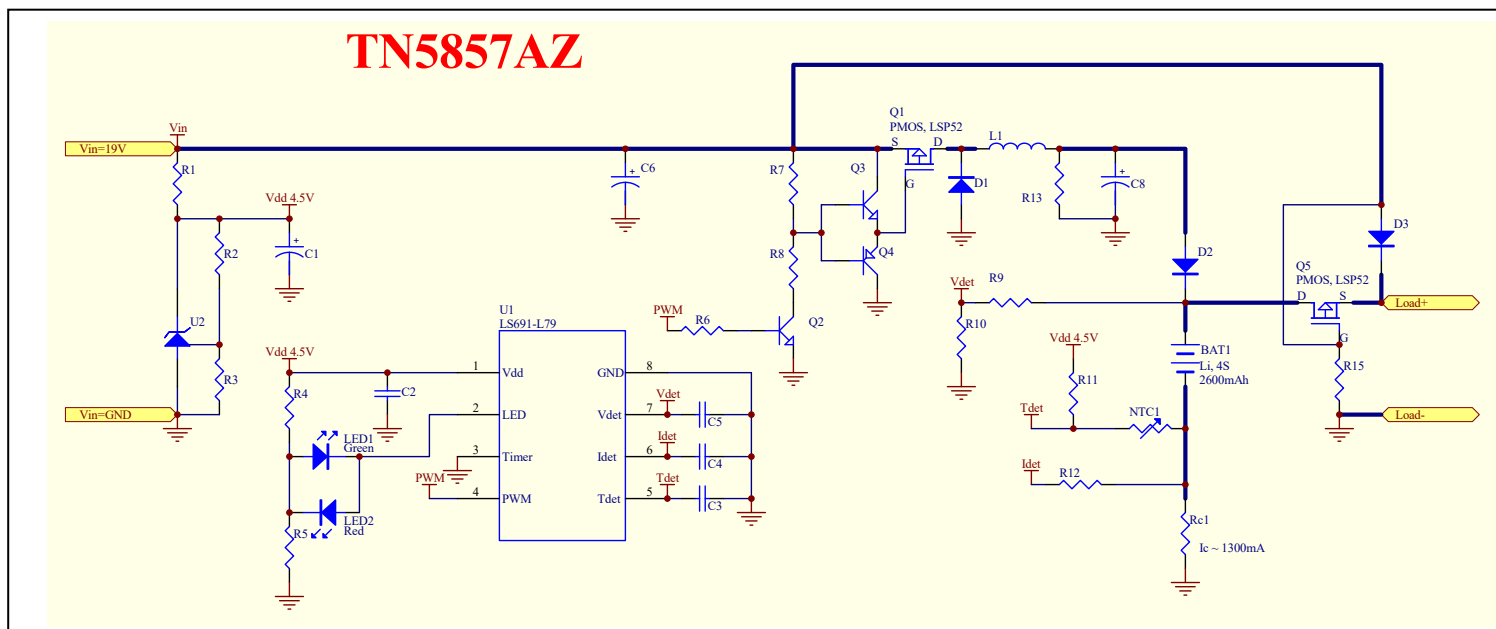 TN5857AZ
Vin
Vin=19V
R1
Vdd 4.5V
R2
C1
U2
R3
Vin=GND
C6
R7
Q3
Q1
PMOS, LSP52
S
D
G
L1
D1
R13
C8
R8
Q4
D2
D3
Q5
PMOS, LSP52
D
S
G
Load+
Vdet
R9
R10
PWM
R6
Q2
U1
LS691-L79
1
Vdd
GND
8
2
LED
Vdet
7
3
Timer
Idet
6
4
PWM
Tdet
5
Vdd 4.5V
R4
C2
LED1
Green
LED2
Red
R5
PWM
Vdet
C5
Idet
C4
Tdet
C3
Vdd 4.5V
R11
BAT1
Li, 4S
2600mAh
Tdet
NTC1
Idet
R12
Rc1
Ic ~ 1300mA
R15
Load-